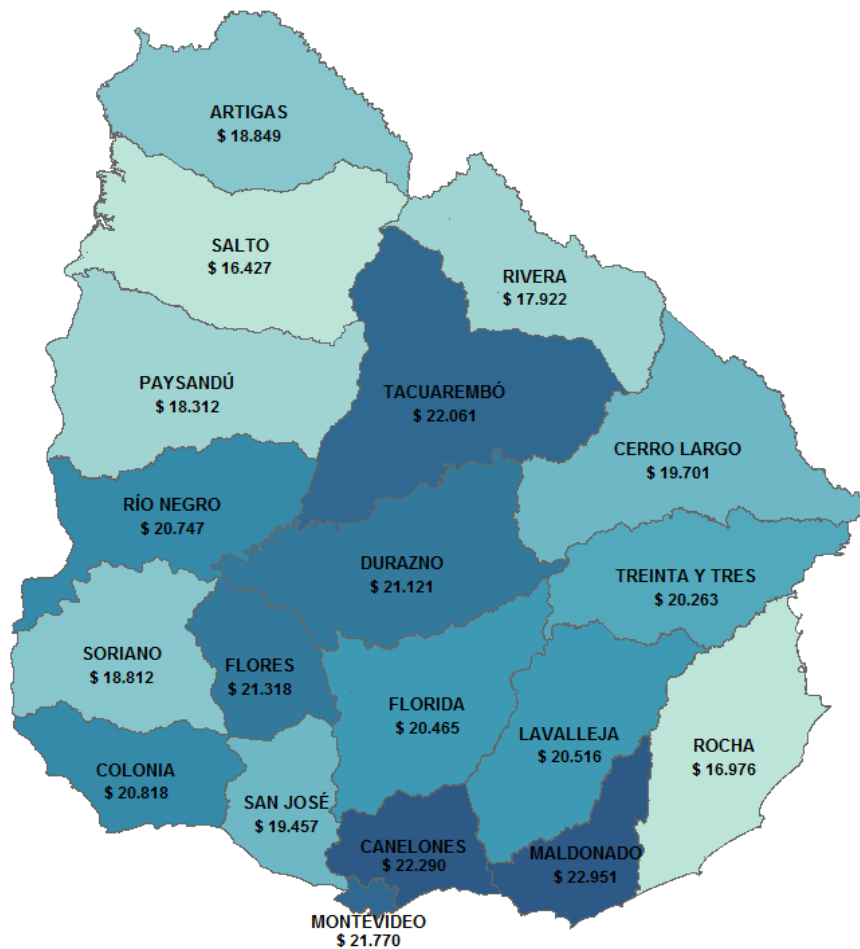 ARTIGAS
$ 18.849
SALTO
$ 16.427
RIVERA
$ 17.922
PAYSANDÚ
$ 18.312
TACUAREMBÓ
$ 22.061
CERRO LARGO
$ 19.701
RÍO NEGRO
$ 20.747
DURAZNO
$ 21.121
TREINTA Y TRES
$ 20.263
SORIANO
$ 18.812
FLORES
$ 21.318
FLORIDA
$ 20.465
LAVALLEJA
$ 20.516
ROCHA
$ 16.976
COLONIA
$ 20.818
SAN JOSÉ
$ 19.457
CANELONES
$ 22.290
MALDONADO
$ 22.951
MONTEVIDEO
$ 21.770